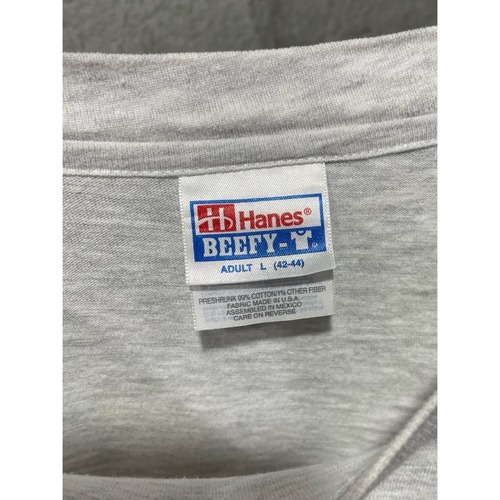 Hanes®
BEEFY-T®
ADULT L (42-44)
PRESHRUNK 99% COTTON/1% OTHER FIBER
FABRIC MADE IN U.S.A.
ASSEMBLED IN MEXICO
CARE ON REVERSE